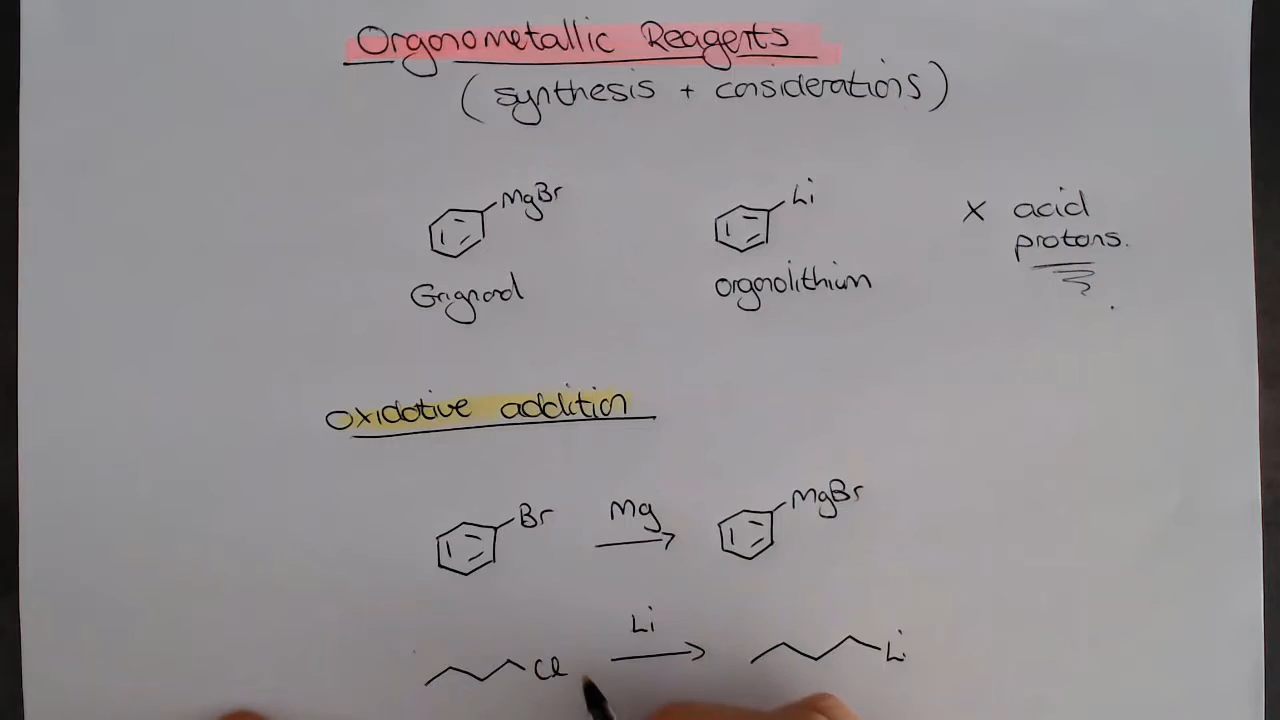 Organometallic Reagents
(synthesis + considerations)
MgBr
Li
X acid
protons.
Grignard
organolithium
oxidative addition
Br
Mg
MgBr
Li
Cl
Li